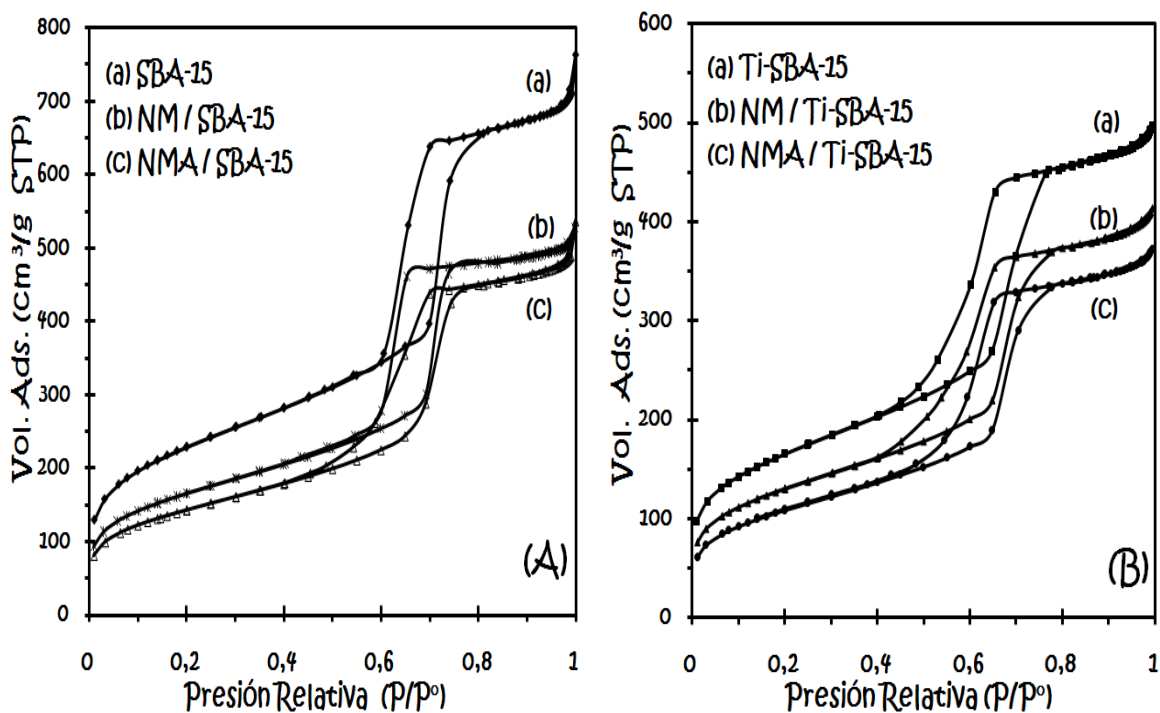 800
700
600
500
400
300
200
100
0
Vol. Ads. (cm³/g STP)
(a) SBA-15
(b) NM / SBA-15
(c) NMA / SBA-15
(a)
(b)
(c)
(A)
0
0,2
0,4
0,6
0,8
1
Presión Relativa (P/Pº)
600
500
400
300
200
100
0
Vol. Ads. (cm³/g STP)
(a) Ti-SBA-15
(b) NM / Ti-SBA-15
(c) NMA / Ti-SBA-15
(a)
(b)
(c)
(B)
0
0,2
0,4
0,6
0,8
1
Presión Relativa (P/Pº)